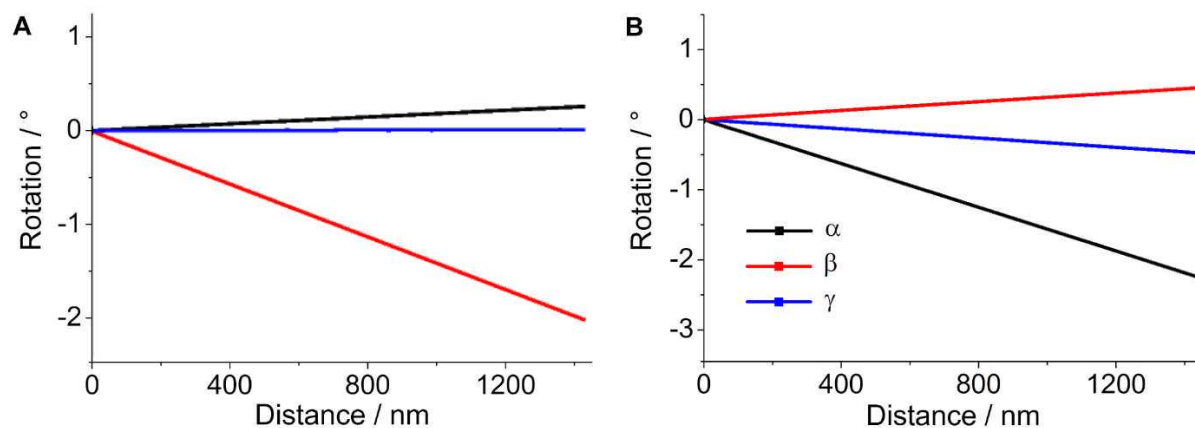 A
Rotation / °
1
0
-1
-2
0
400
800
1200
Distance / nm
B
Rotation / °
1
0
-1
-2
-3
α
β
γ
0
400
800
1200
Distance / nm